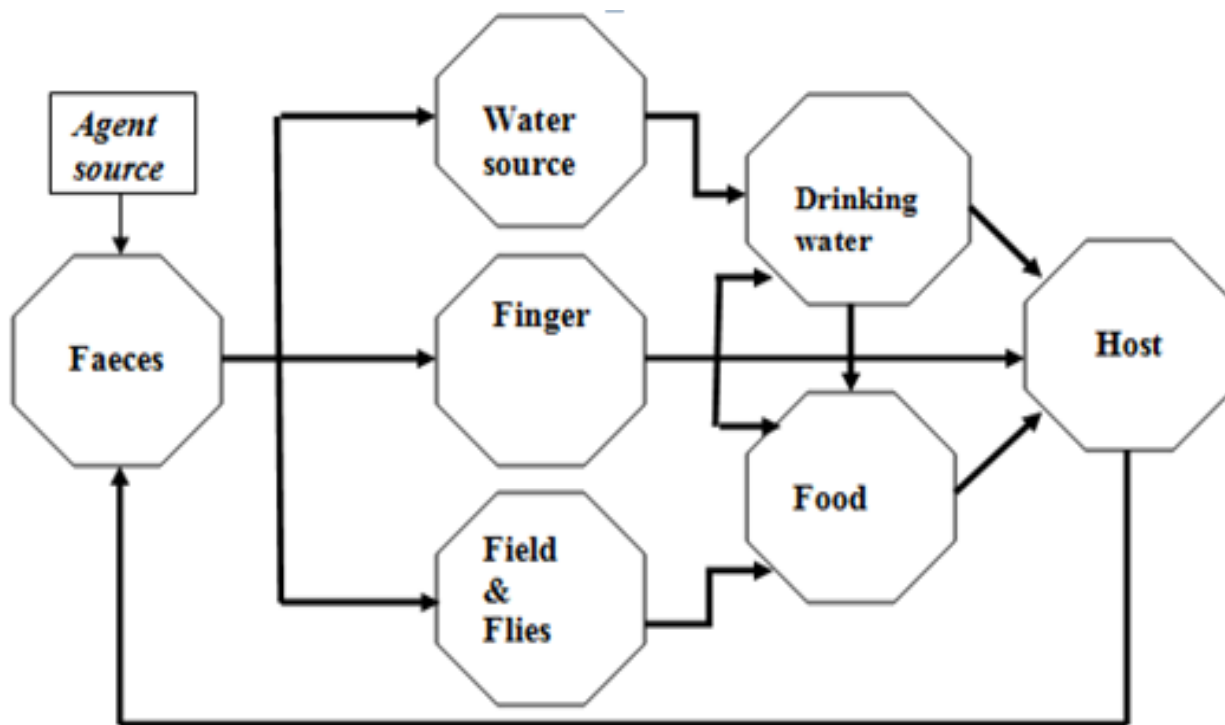 Agent
source
Faeces
Water
source
Finger
Field
&
Flies
Drinking
water
Food
Host